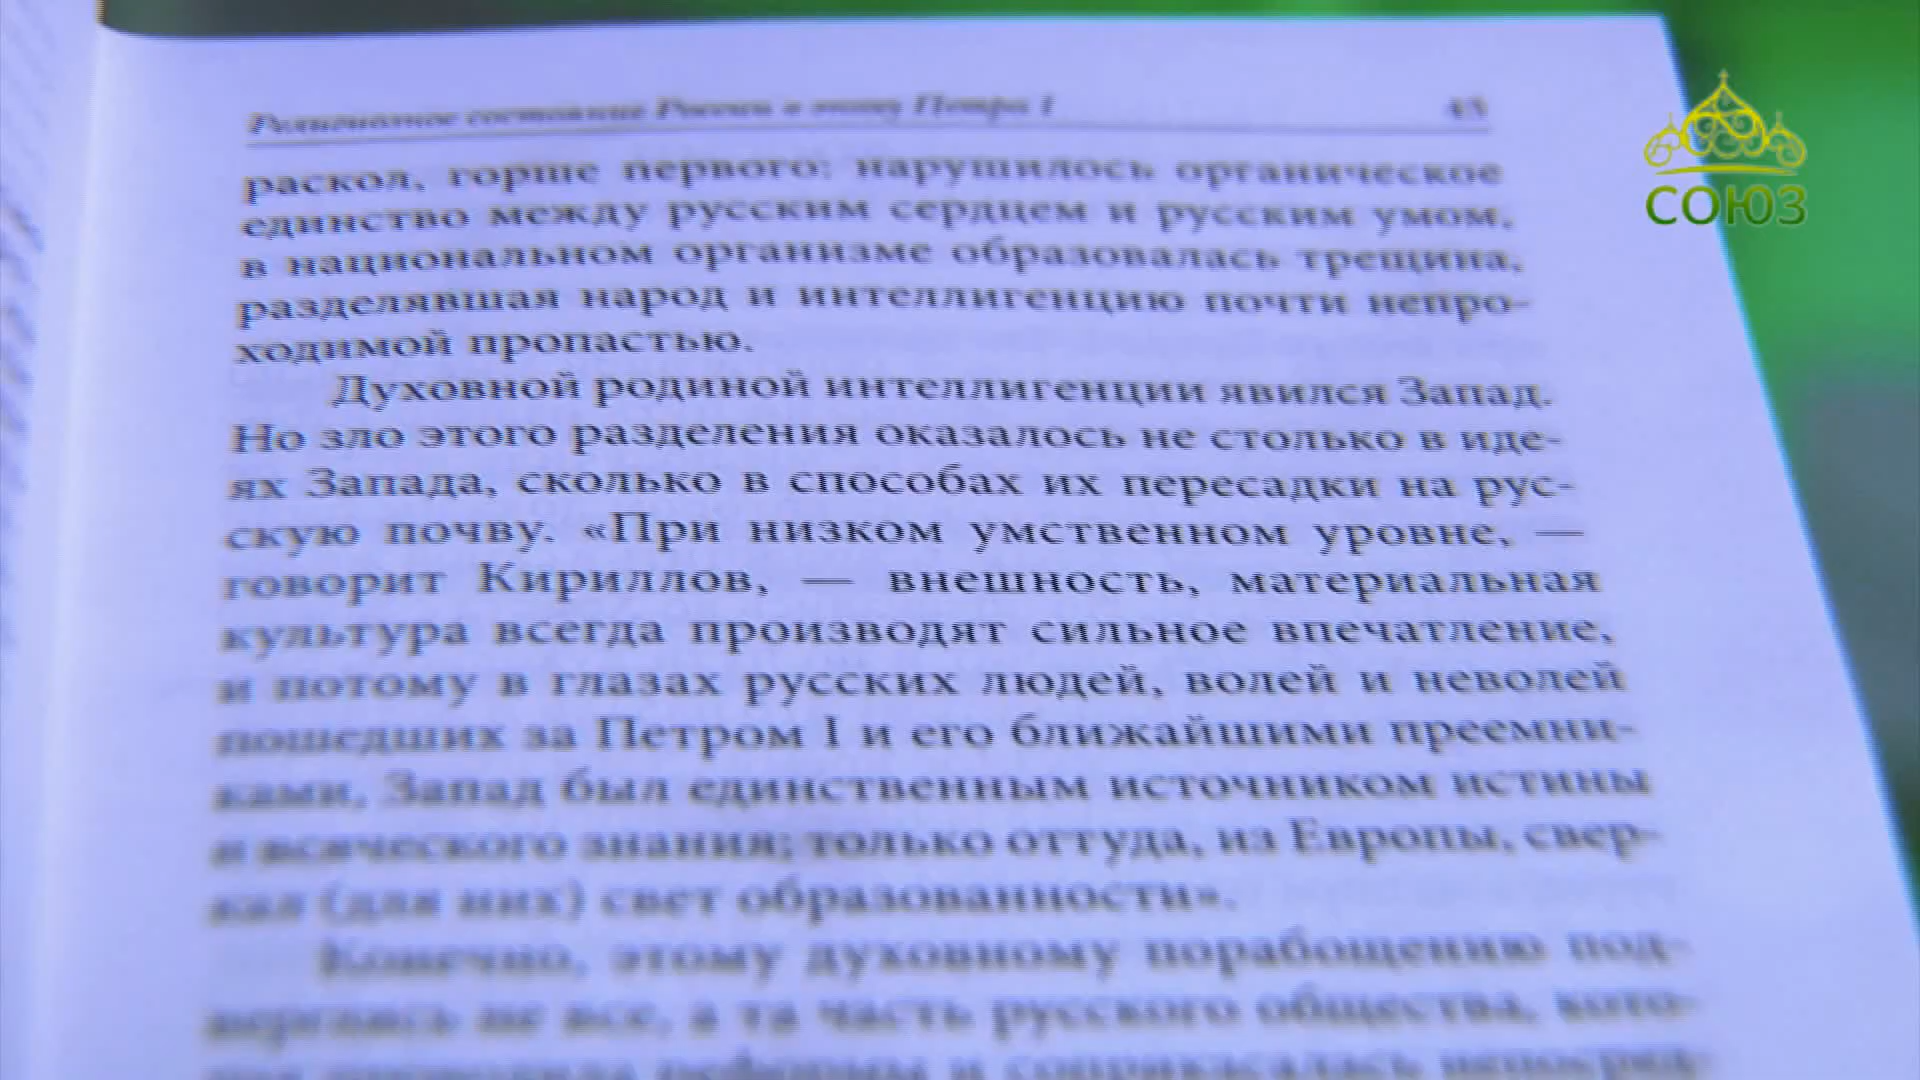 Религиозное состояние России в эпоху Петра I 45
СОЮЗ
раскол, горше первого: нарушилось органическое
единство между русским сердцем и русским умом,
в национальном организме образовалась трещина,
разделявшая народ и интеллигенцию почти непро-
ходимой пропастью.
Духовной родиной интеллигенции явился Запад.
Но зло этого разделения оказалось не столько в иде-
ях Запада, сколько в способах их пересадки на рус-
скую почву. «При низком умственном уровне, —
говорит Кириллов, — внешность, материальная
культура всегда производят сильное впечатление,
и потому в глазах русских людей, волей и неволей
пошедших за Петром I и его ближайшими преемни-
ками, Запад был единственным источником истины
и всяческого знания; только оттуда, из Европы, свер-
кал (для них) свет образованности».
Конечно, этому духовному порабощению под-
верглись не все, а та часть русского общества, кото-
реформы и соприкасалась непосред-